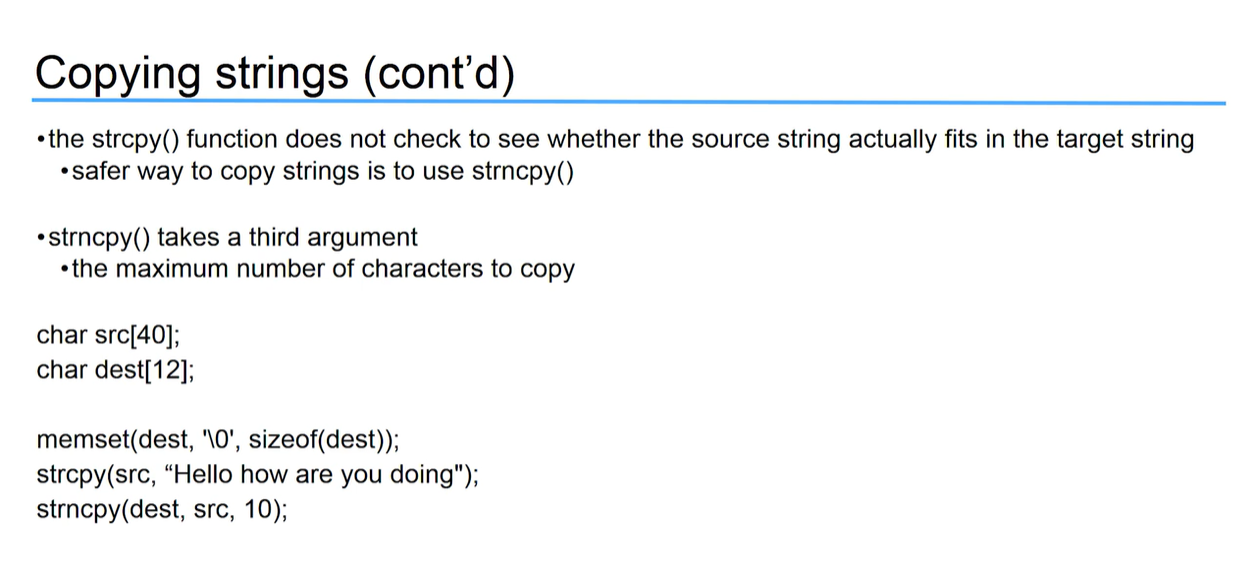 Copying strings (cont’d)
•the strcpy() function does not check to see whether the source string actually fits in the target string
•safer way to copy strings is to use strncpy()
•strncpy() takes a third argument
•the maximum number of characters to copy
char src[40];
char dest[12];
memset(dest, '\0', sizeof(dest));
strcpy(src, “Hello how are you doing");
strncpy(dest, src, 10);